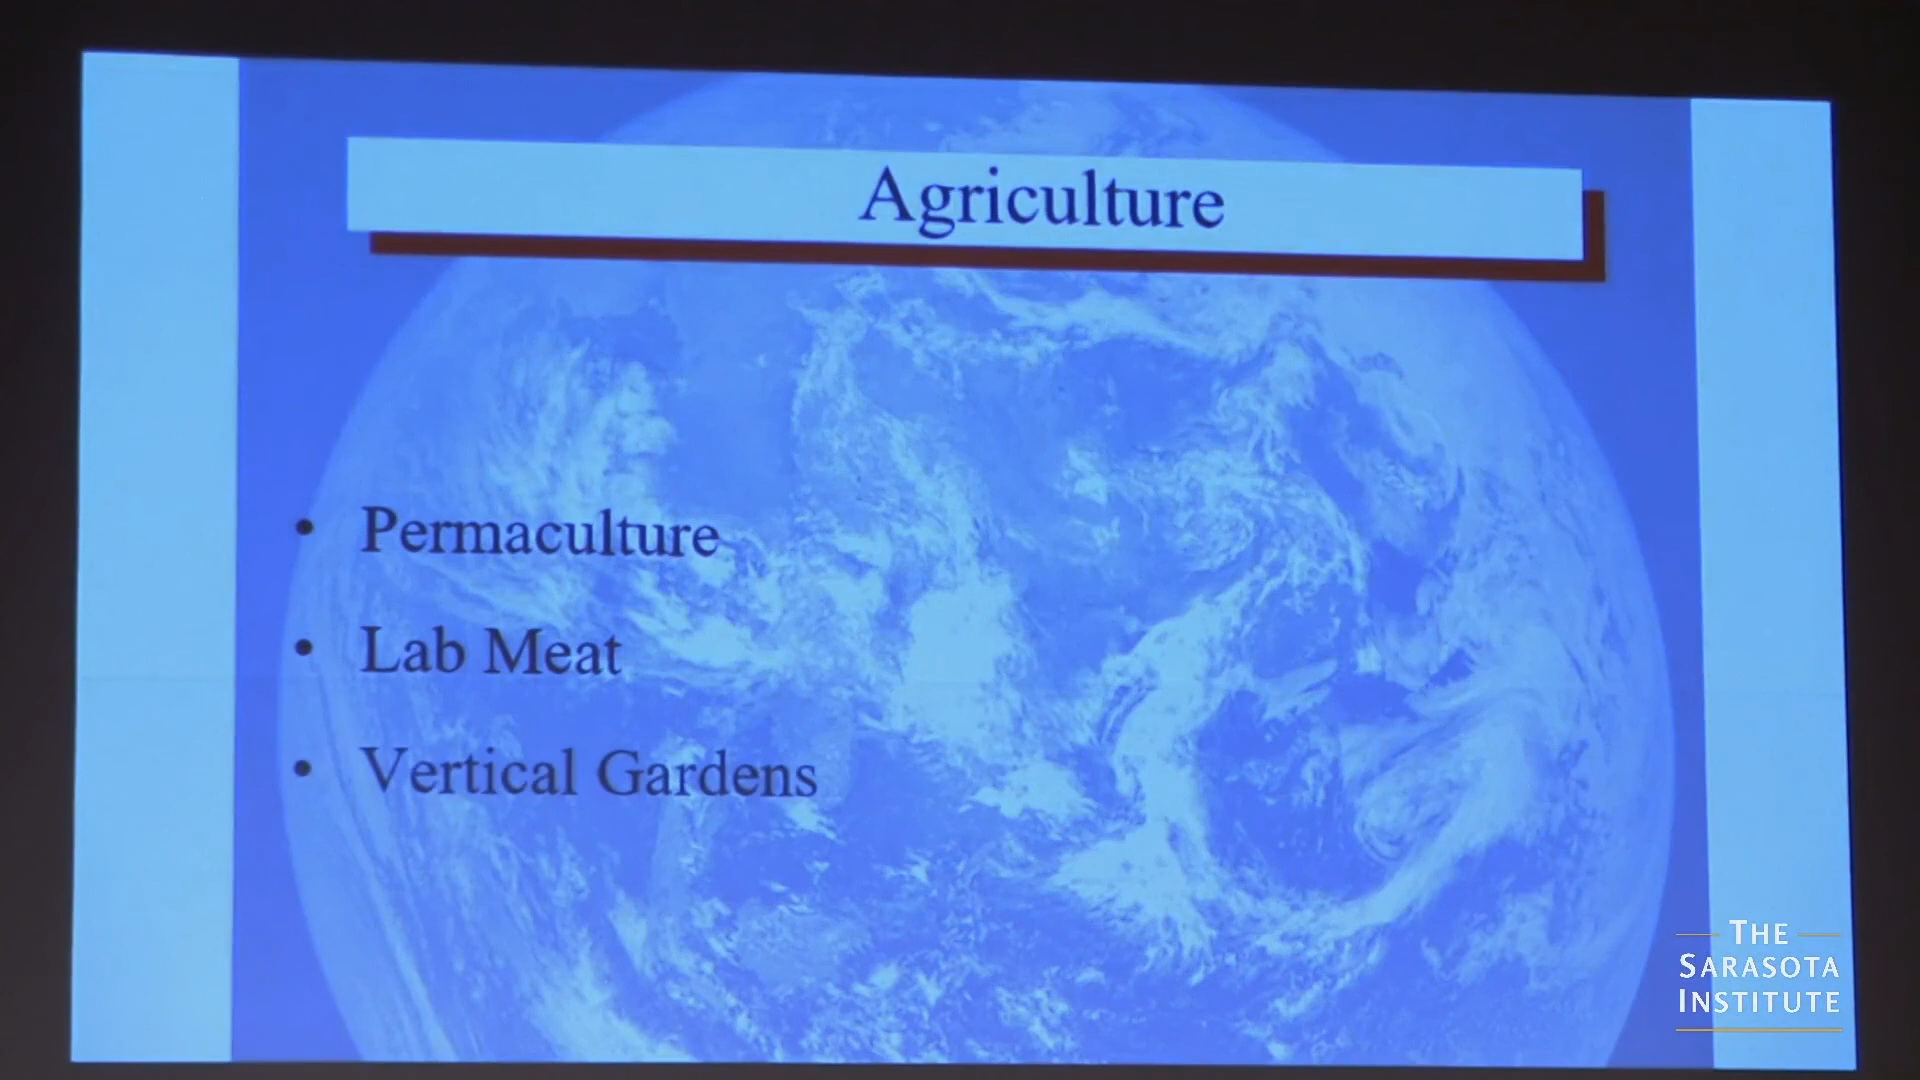 Agriculture
• Permaculture
• Lab Meat
• Vertical Gardens
THE
SARASOTA
INSTITUTE